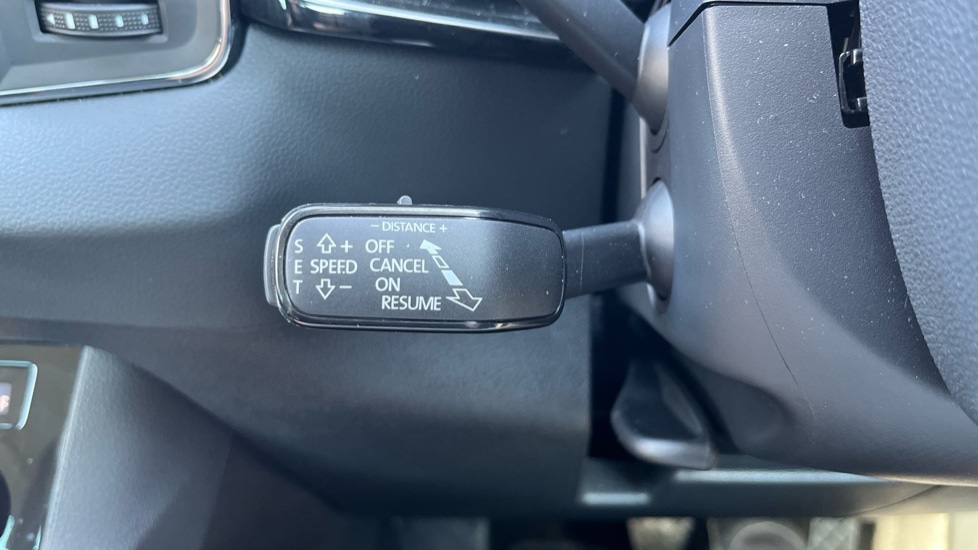 - DISTANCE +
S + OFF
E SPEED CANCEL
T - ON
RESUME